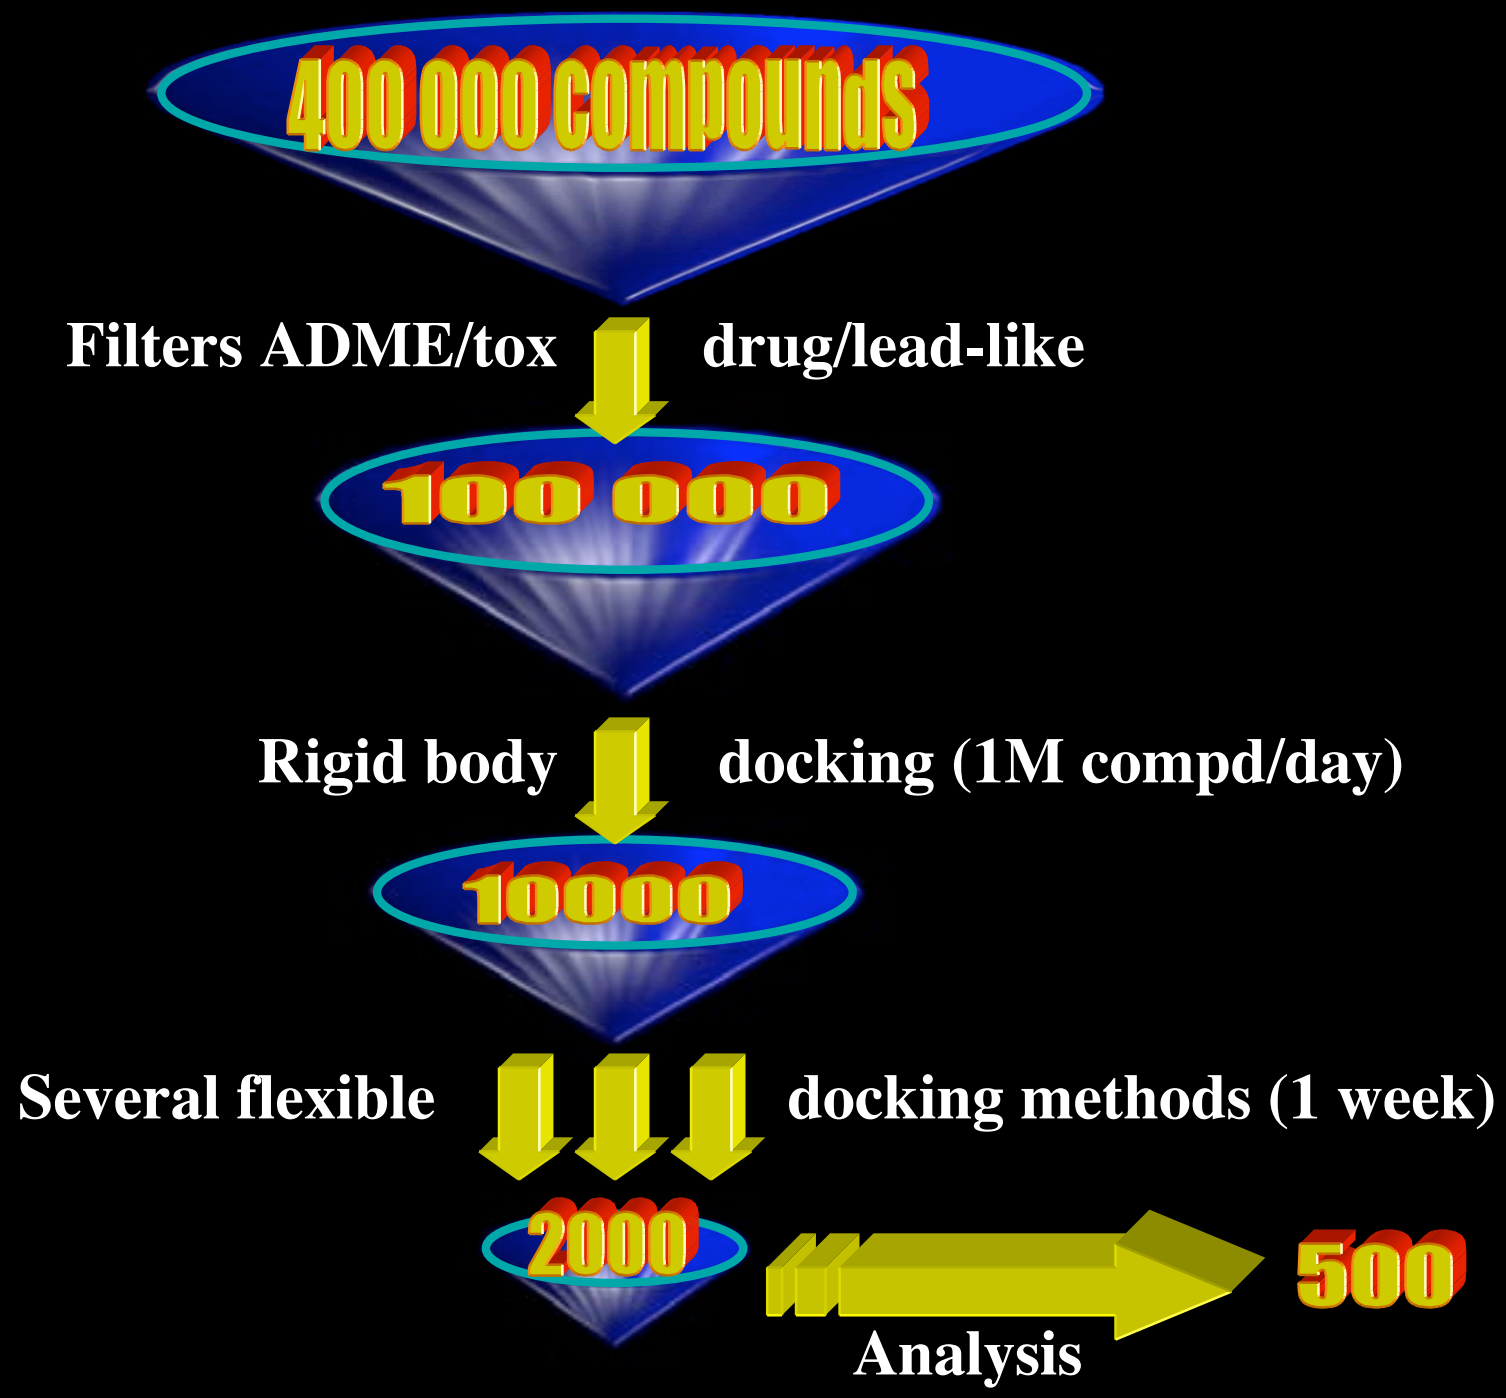 400 000 compounds
Filters ADME/tox drug/lead-like
100 000
Rigid body docking (1M compd/day)
10000
Several flexible docking methods (1 week)
2000 500
Analysis